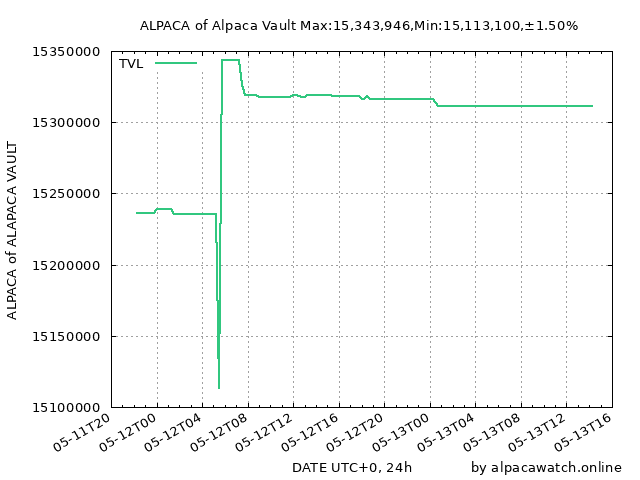 ALPACA of Alpaca Vault Max:15,343,946,Min:15,113,100,±1.50%
TVL
15350000
15300000
15250000
15200000
15150000
15100000
ALPACA of ALAPACA VAULT
05-11T20
05-12T00
05-12T04
05-12T08
05-12T12
05-12T16
05-12T20
05-13T00
05-13T04
05-13T08
05-13T12
05-13T16
DATE UTC+0, 24h
by alpacawatch.online